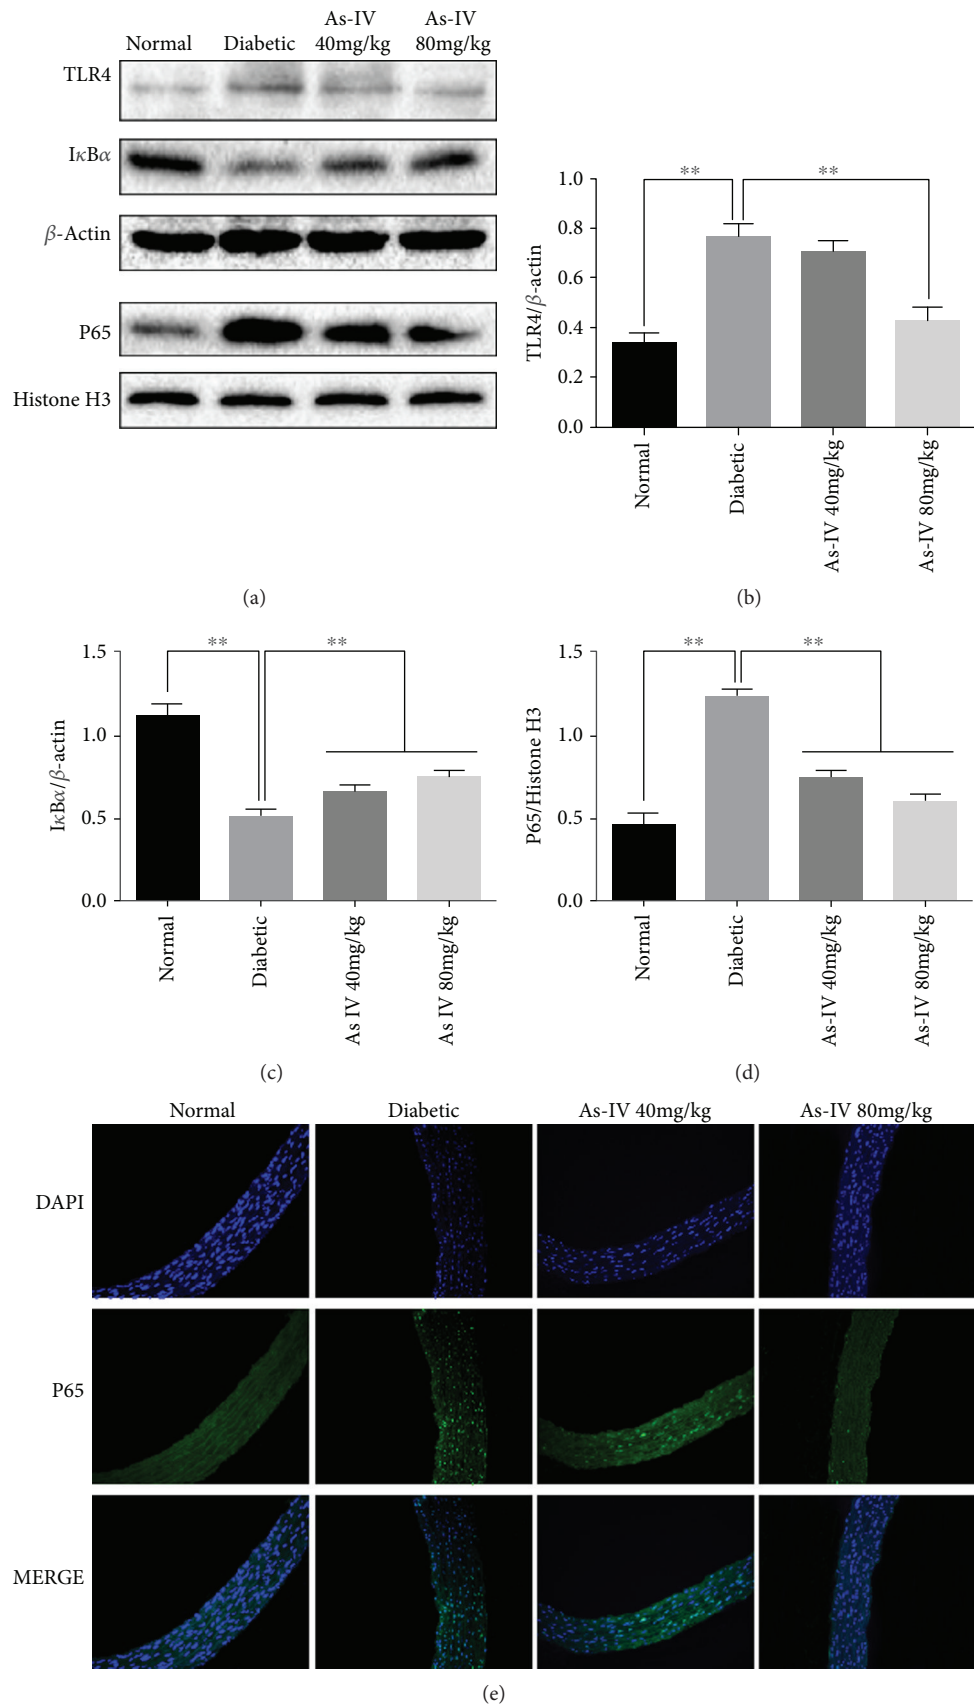 Normal Diabetic As-IV 40mg/kg As-IV 80mg/kg
TLR4
IκBα
β-Actin
P65
Histone H3
(a)
TLR4/β-actin
1.0
0.8
0.6
0.4
0.2
0.0
** **
Normal
Diabetic
As-IV 40mg/kg
As-IV 80mg/kg
(b)
IκBα/β-actin
1.5
1.0
0.5
0.0
** **
Normal
Diabetic
As IV 40mg/kg
As IV 80mg/kg
(c)
P65/Histone H3
1.5
1.0
0.5
0.0
** **
Normal
Diabetic
As-IV 40mg/kg
As-IV 80mg/kg
(d)
Normal Diabetic As-IV 40mg/kg As-IV 80mg/kg
DAPI
P65
MERGE
(e)